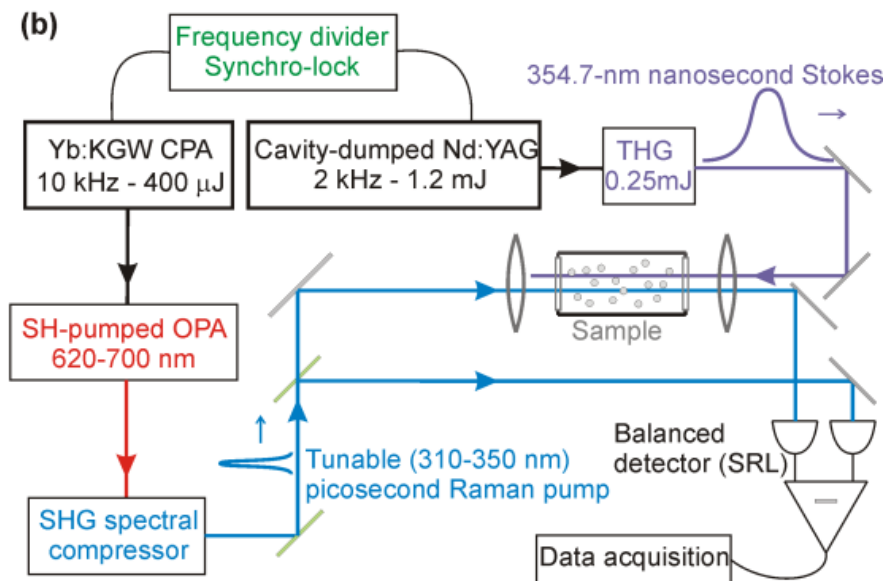 (b)
Frequency divider
Synchro-lock
354.7-nm nanosecond Stokes
Yb:KGW CPA
10 kHz - 400 μJ
Cavity-dumped Nd:YAG
2 kHz - 1.2 mJ
THG
0.25mJ
SH-pumped OPA
620-700 nm
Sample
Tunable (310-350 nm)
picosecond Raman pump
Balanced
detector (SRL)
SHG spectral
compressor
Data acquisition